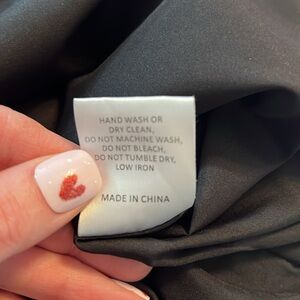 HAND WASH OR
DRY CLEAN,
DO NOT MACHINE WASH,
DO NOT BLEACH,
DO NOT TUMBLE DRY,
LOW IRON
MADE IN CHINA